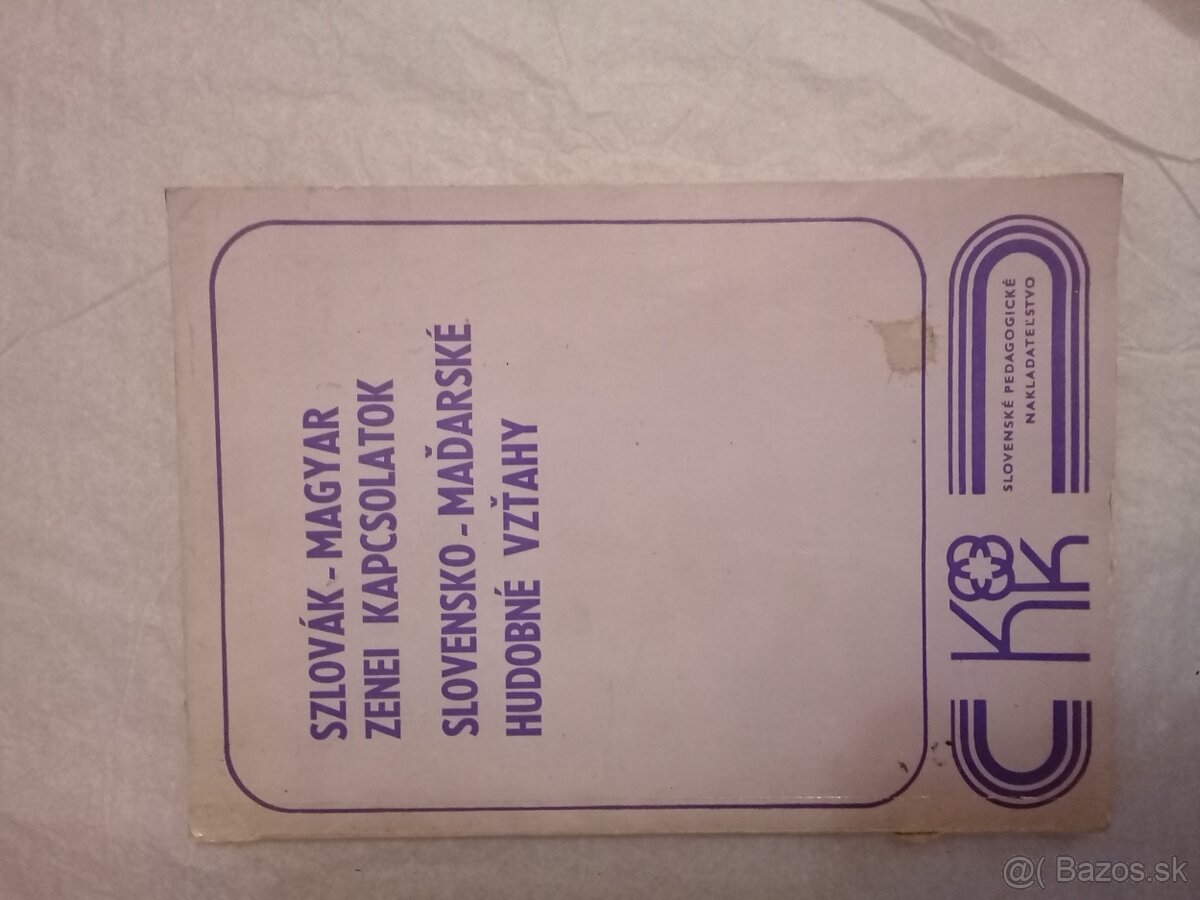 SZLOVÁK - MAGYAR
ZENEI KAPCSOLATOK
SLOVENSKO - MAĎARSKÉ
HUDOBNÉ VZŤAHY
SLOVENSKÉ PEDAGOGICKÉ
NAKLADATEĽSTVO
@( Bazos.sk